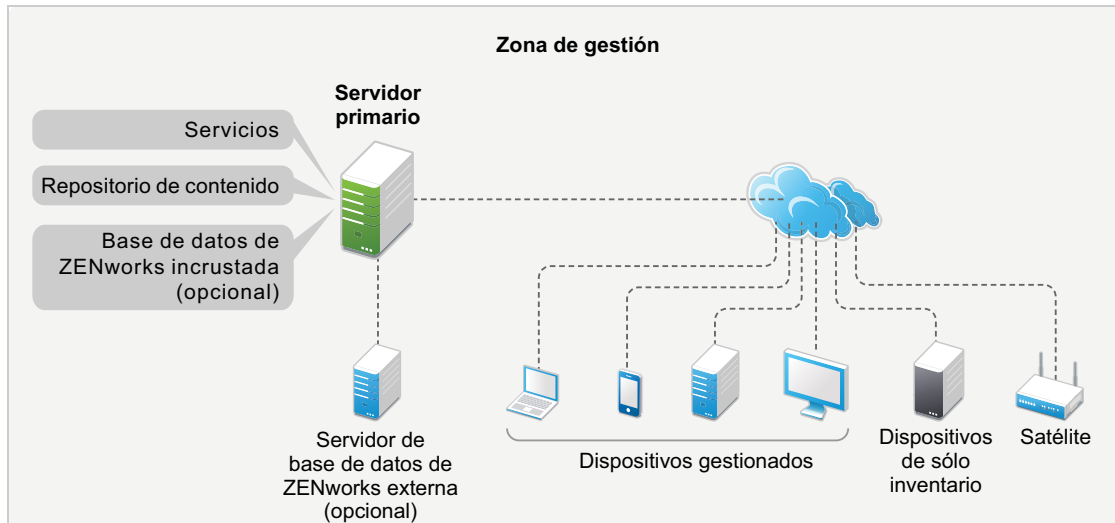 Zona de gestión
Servidor
primario
Servicios
Repositorio de contenido
Base de datos de
ZENworks incrustada
(opcional)
Servidor de
base de datos de
ZENworks externa
(opcional)
Dispositivos gestionados
Dispositivos
de sólo
inventario
Satélite